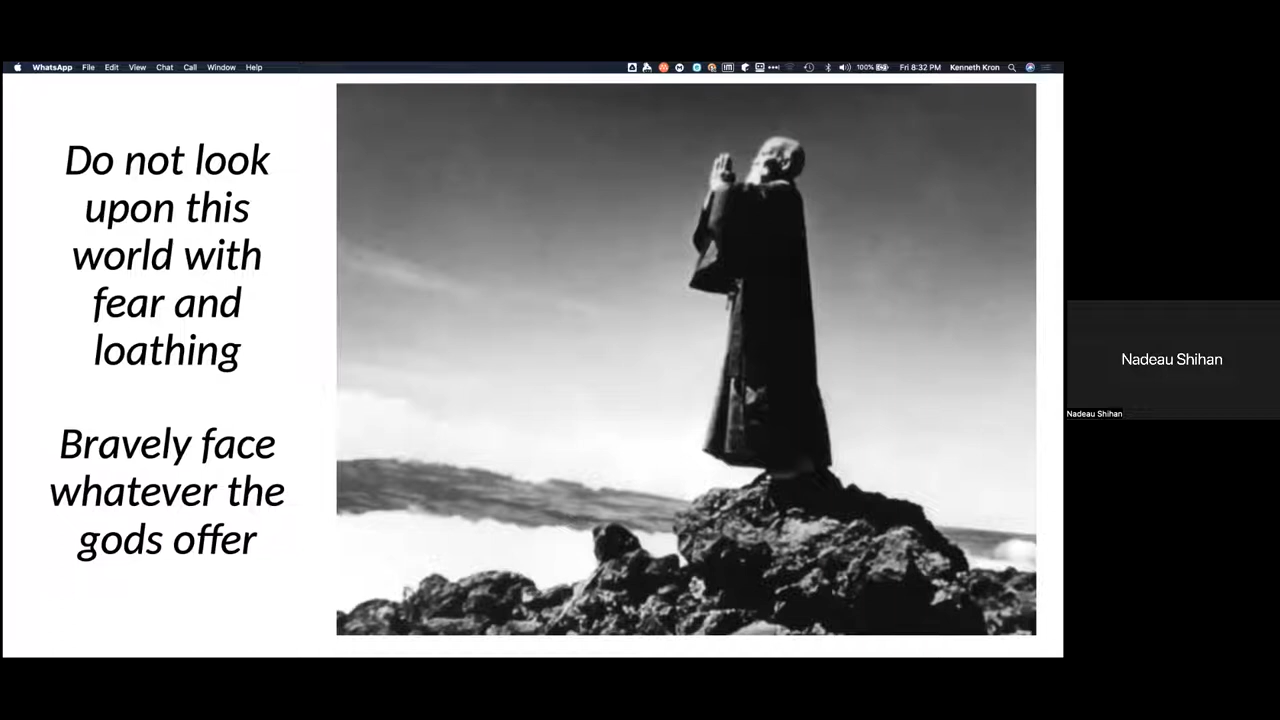 WhatsApp File Edit View Chat Call Window Help
100% Fri 8:32 PM Kenneth Kron
Do not look
upon this
world with
fear and
loathing
Bravely face
whatever the
gods offer
Nadeau Shihan
Nadeau Shihan